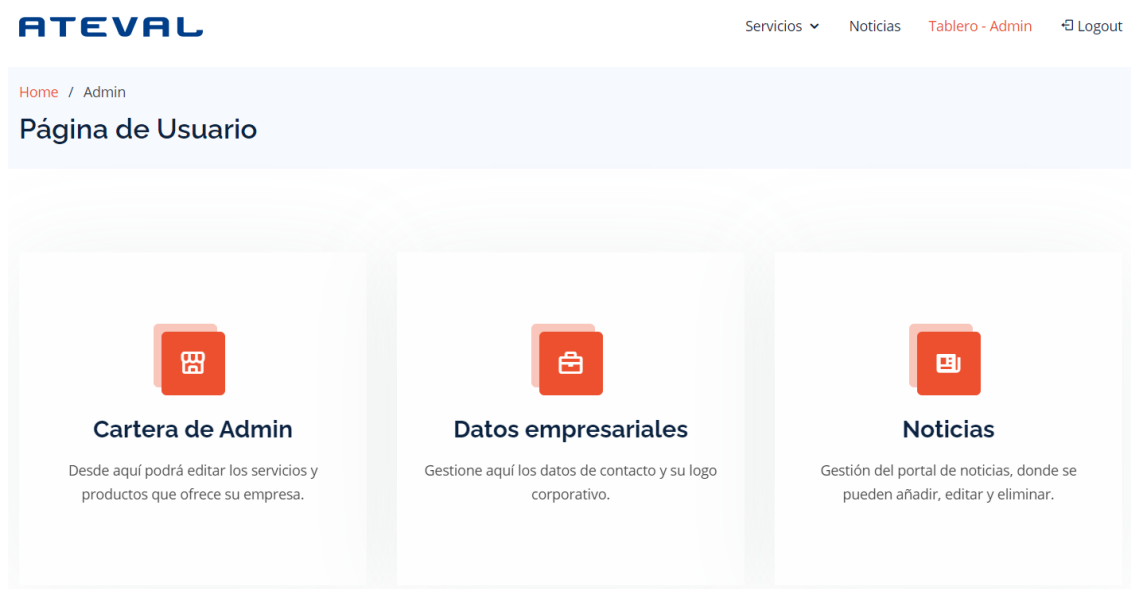 ATEVAL
Servicios Noticias Tablero - Admin Logout
Home / Admin
Página de Usuario
Cartera de Admin
Desde aquí podrá editar los servicios y
productos que ofrece su empresa.
Datos empresariales
Gestione aquí los datos de contacto y su logo
corporativo.
Noticias
Gestión del portal de noticias, donde se
pueden añadir, editar y eliminar.